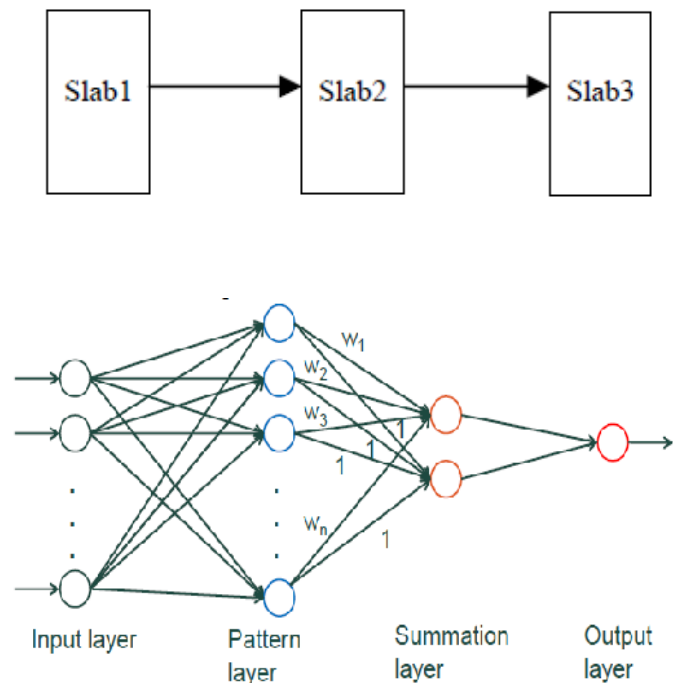 Slab1 Slab2 Slab3
w1
w2
w3
1
1
1
wn
1
Input layer Pattern layer Summation layer Output layer